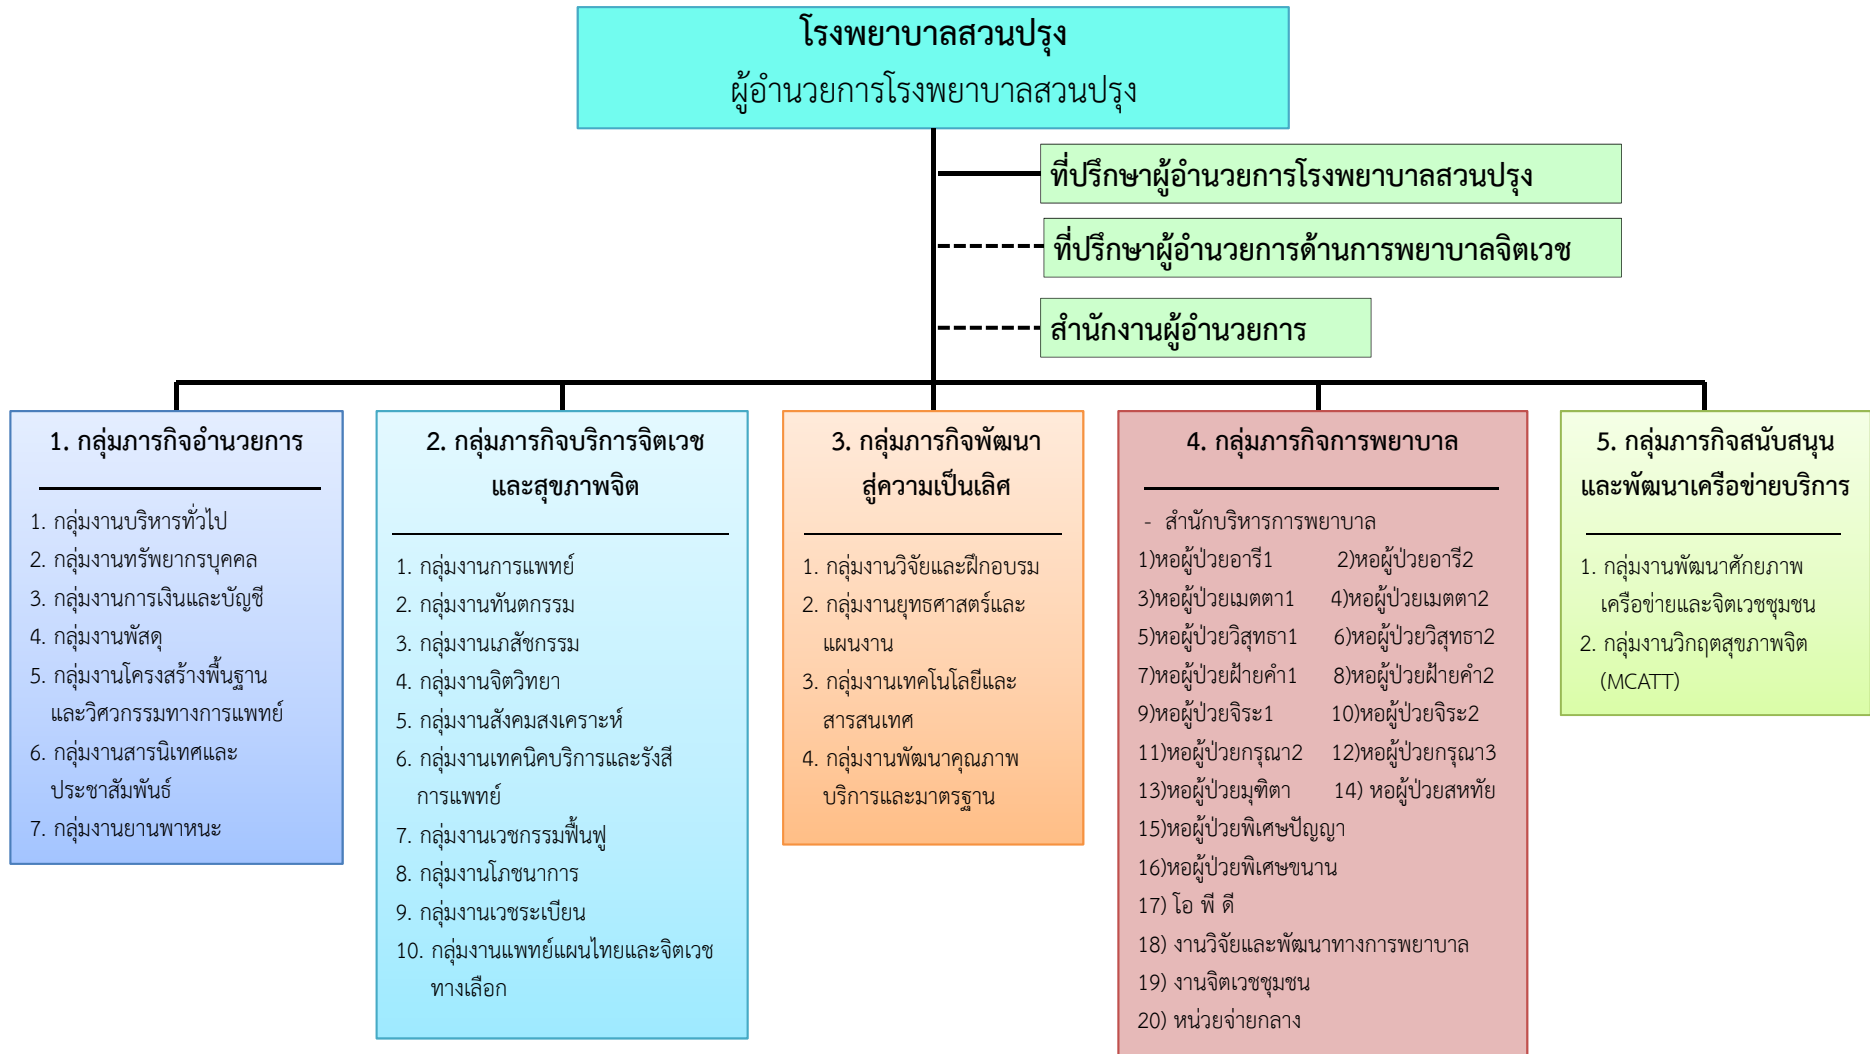 โรงพยาบาลสวนปรุง
ผู้อำนวยการโรงพยาบาลสวนปรุง
ที่ปรึกษาผู้อำนวยการโรงพยาบาลสวนปรุง
ที่ปรึกษาผู้อำนวยการด้านการพยาบาลจิตเวช
สำนักงานผู้อำนวยการ
1. กลุ่มภารกิจอำนวยการ
1. กลุ่มงานบริหารทั่วไป
2. กลุ่มงานทรัพยากรบุคคล
3. กลุ่มงานการเงินและบัญชี
4. กลุ่มงานพัสดุ
5. กลุ่มงานโครงสร้างพื้นฐาน
และวิศวกรรมทางการแพทย์
6. กลุ่มงานสารนิเทศและ
ประชาสัมพันธ์
7. กลุ่มงานยานพาหนะ
2. กลุ่มภารกิจบริการจิตเวช
และสุขภาพจิต
1. กลุ่มงานการแพทย์
2. กลุ่มงานทันตกรรม
3. กลุ่มงานเภสัชกรรม
4. กลุ่มงานจิตวิทยา
5. กลุ่มงานสังคมสงเคราะห์
6. กลุ่มงานเทคนิคบริการและรังสี
การแพทย์
7. กลุ่มงานเวชกรรมฟื้นฟู
8. กลุ่มงานโภชนาการ
9. กลุ่มงานเวชระเบียน
10. กลุ่มงานแพทย์แผนไทยและจิตเวช
ทางเลือก
3. กลุ่มภารกิจพัฒนา
สู่ความเป็นเลิศ
1. กลุ่มงานวิจัยและฝึกอบรม
2. กลุ่มงานยุทธศาสตร์และ
แผนงาน
3. กลุ่มงานเทคโนโลยีและ
สารสนเทศ
4. กลุ่มงานพัฒนาคุณภาพ
บริการและมาตรฐาน
4. กลุ่มภารกิจการพยาบาล
- สำนักบริหารการพยาบาล
1)หอผู้ป่วยอารี1 2)หอผู้ป่วยอารี2
3)หอผู้ป่วยเมตตา1 4)หอผู้ป่วยเมตตา2
5)หอผู้ป่วยวิสุทธา1 6)หอผู้ป่วยวิสุทธา2
7)หอผู้ป่วยฝ้ายคำ1 8)หอผู้ป่วยฝ้ายคำ2
9)หอผู้ป่วยจิระ1 10)หอผู้ป่วยจิระ2
11)หอผู้ป่วยกรุณา2 12)หอผู้ป่วยกรุณา3
13)หอผู้ป่วยมุฑิตา 14) หอผู้ป่วยสหทัย
15)หอผู้ป่วยพิเศษปัญญา
16)หอผู้ป่วยพิเศษขนาน
17) โอ พี ดี
18) งานวิจัยและพัฒนาทางการพยาบาล
19) งานจิตเวชชุมชน
20) หน่วยจ่ายกลาง
5. กลุ่มภารกิจสนับสนุน
และพัฒนาเครือข่ายบริการ
1. กลุ่มงานพัฒนาศักยภาพ
เครือข่ายและจิตเวชชุมชน
2. กลุ่มงานวิกฤตสุขภาพจิต
(MCATT)